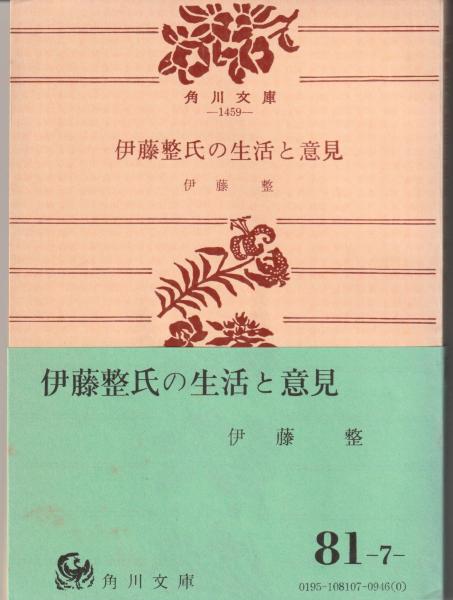 角川文庫
—1459—
伊藤整氏の生活と意見
伊藤 整
伊藤整氏の生活と意見
伊藤 整
81-7-
角川文庫
0195-108107-0946(0)